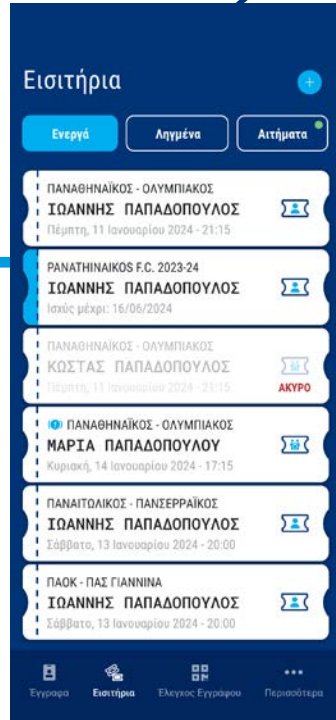 Εισιτήρια
Ενεργά
Ληγμένα
Αιτήματα
ΠΑΝΑΘΗΝΑΪΚΟΣ - ΟΛΥΜΠΙΑΚΟΣ
ΙΩΑΝΝΗΣ ΠΑΠΑΔΟΠΟΥΛΟΣ
Πέμπτη, 11 Ιανουαρίου 2024 - 21:15
PANATHINAIKOS F.C. 2023-24
ΙΩΑΝΝΗΣ ΠΑΠΑΔΟΠΟΥΛΟΣ
Ισχύς μέχρι: 16/06/2024
ΠΑΝΑΘΗΝΑΪΚΟΣ - ΟΛΥΜΠΙΑΚΟΣ
ΚΩΣΤΑΣ ΠΑΠΑΔΟΠΟΥΛΟΣ
Πέμπτη, 11 Ιανουαρίου 2024 - 21:15
ΑΚΥΡΟ
ΠΑΝΑΘΗΝΑΪΚΟΣ - ΟΛΥΜΠΙΑΚΟΣ
ΜΑΡΙΑ ΠΑΠΑΔΟΠΟΥΛΟΥ
Κυριακή, 14 Ιανουαρίου 2024 - 17:15
ΠΑΝΑΙΤΩΛΙΚΟΣ - ΠΑΝΣΕΡΡΑΪΚΟΣ
ΙΩΑΝΝΗΣ ΠΑΠΑΔΟΠΟΥΛΟΣ
Σάββατο, 13 Ιανουαρίου 2024 - 20:00
ΠΑΟΚ - ΠΑΣ ΓΙΑΝΝΙΝΑ
ΙΩΑΝΝΗΣ ΠΑΠΑΔΟΠΟΥΛΟΣ
Σάββατο, 13 Ιανουαρίου 2024 - 20:00
Έγγραφα Εισιτήρια Έλεγχος Εγγράφου Περισσότερα